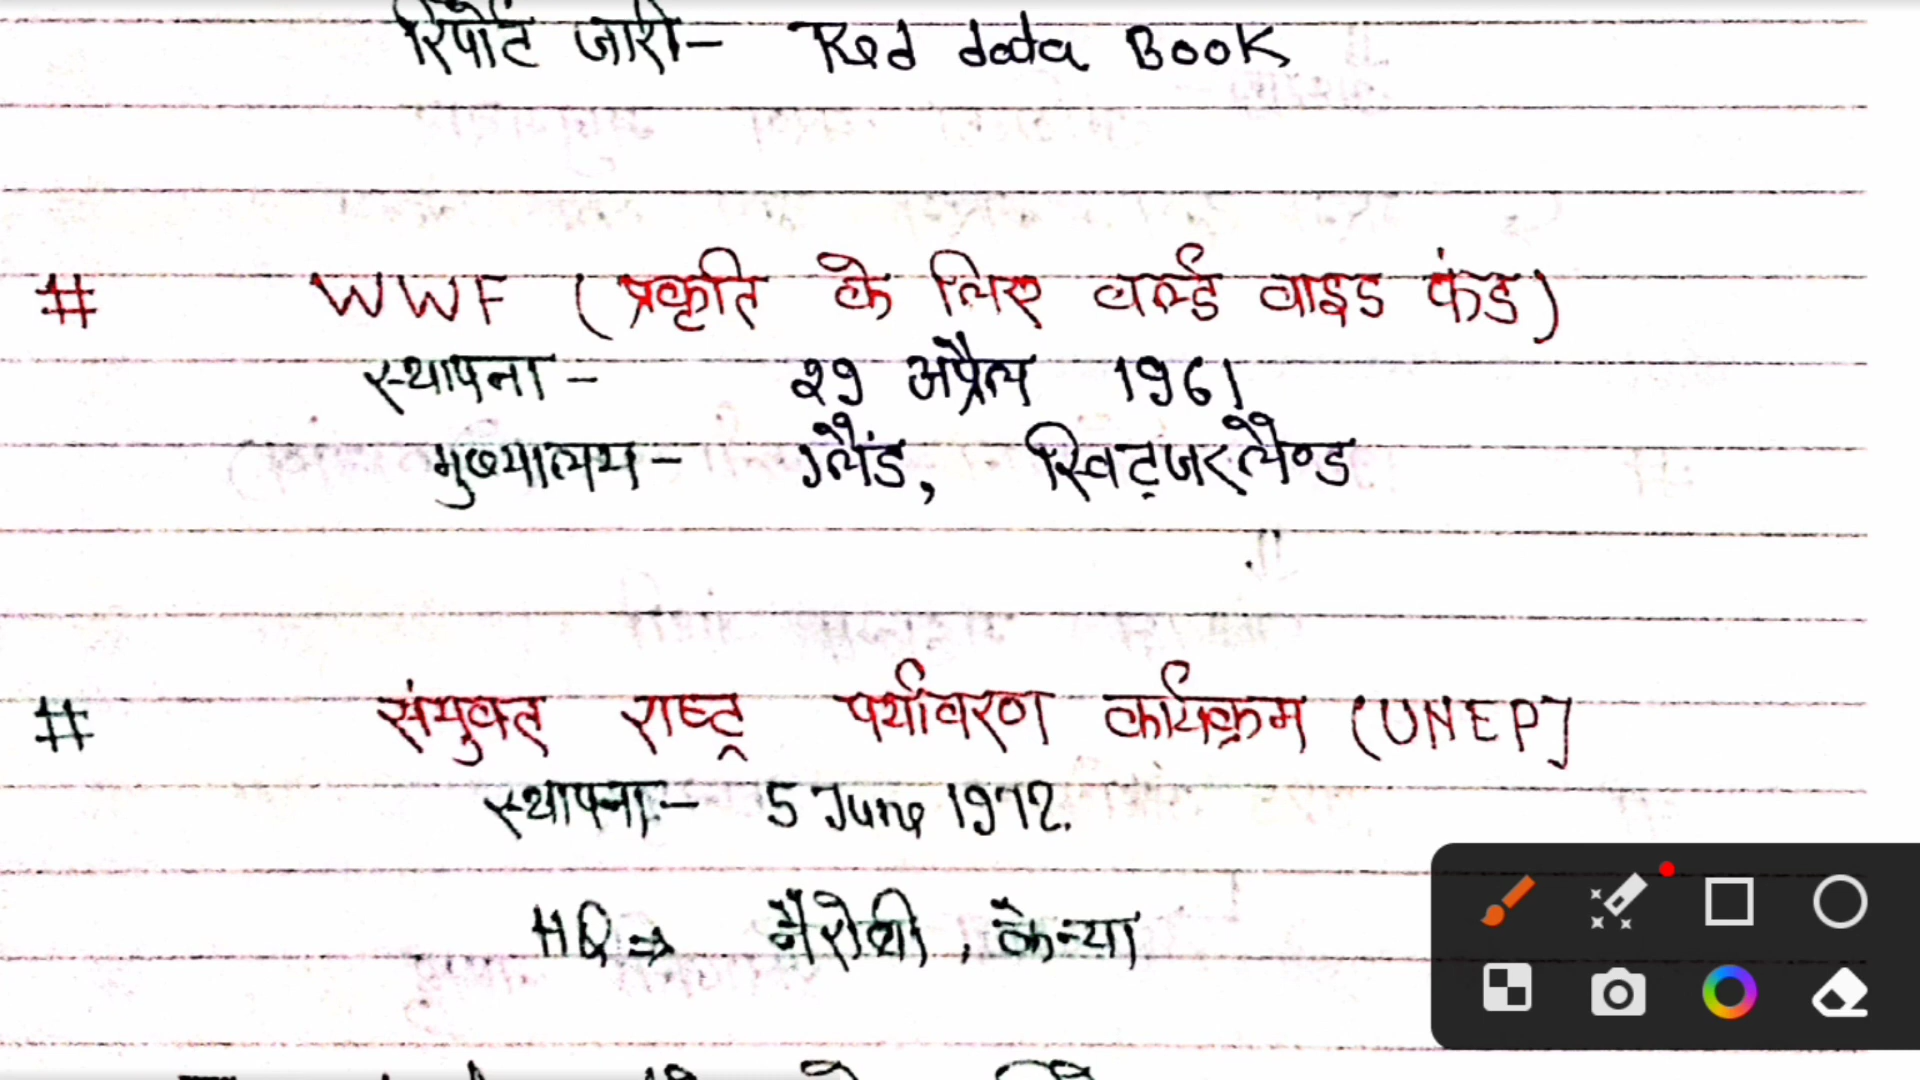 रिपोर्ट जारी- Red data Book
# WWF (प्रकृति के लिए वर्ल्ड वाइड फंड)
स्थापना - 29 अप्रैल 1961
मुख्यालय - ग्लैंड, स्विट्जरलैण्ड
# संयुक्त राष्ट्र पर्यावरण कार्यक्रम (UNEP)
स्थापना:- 5 June 1972.
HQ ⇒ नैरोबी, केन्या